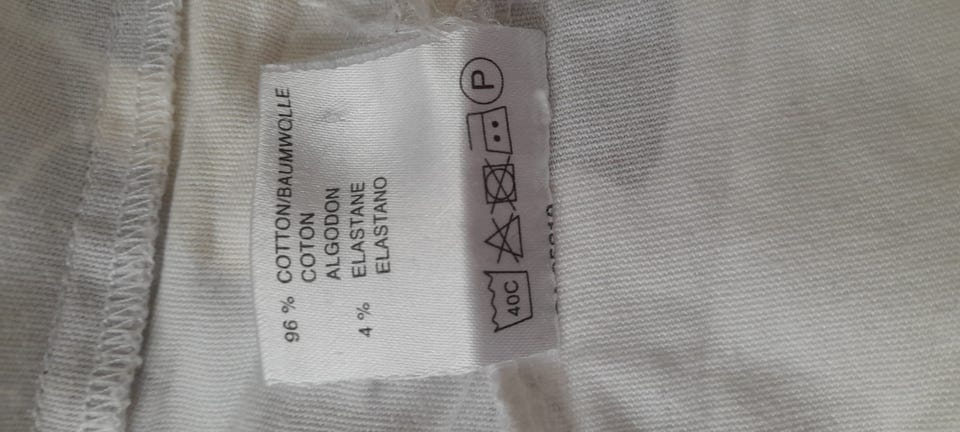 96 % COTTON/BAUMWOLLE
COTON
ALGODON
4 % ELASTANE
ELASTANO
40C
P